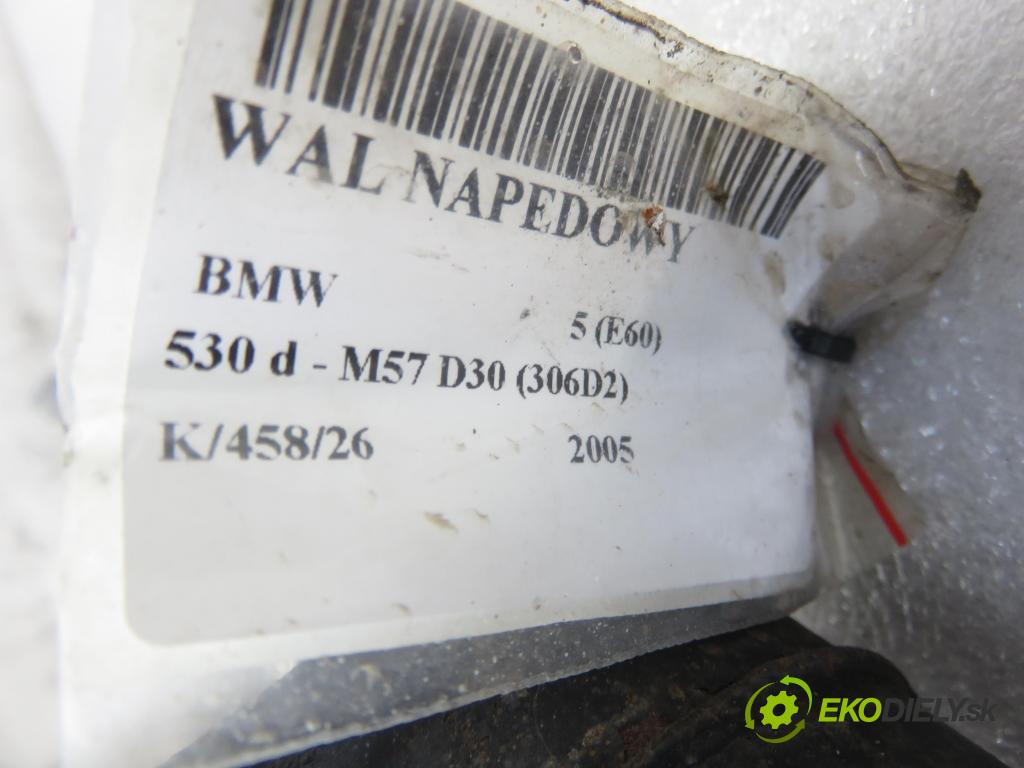 WAL NAPEDOWY
BMW
5 (E60)
530 d - M57 D30 (306D2)
K/458/26
2005
EKODIELY.sk